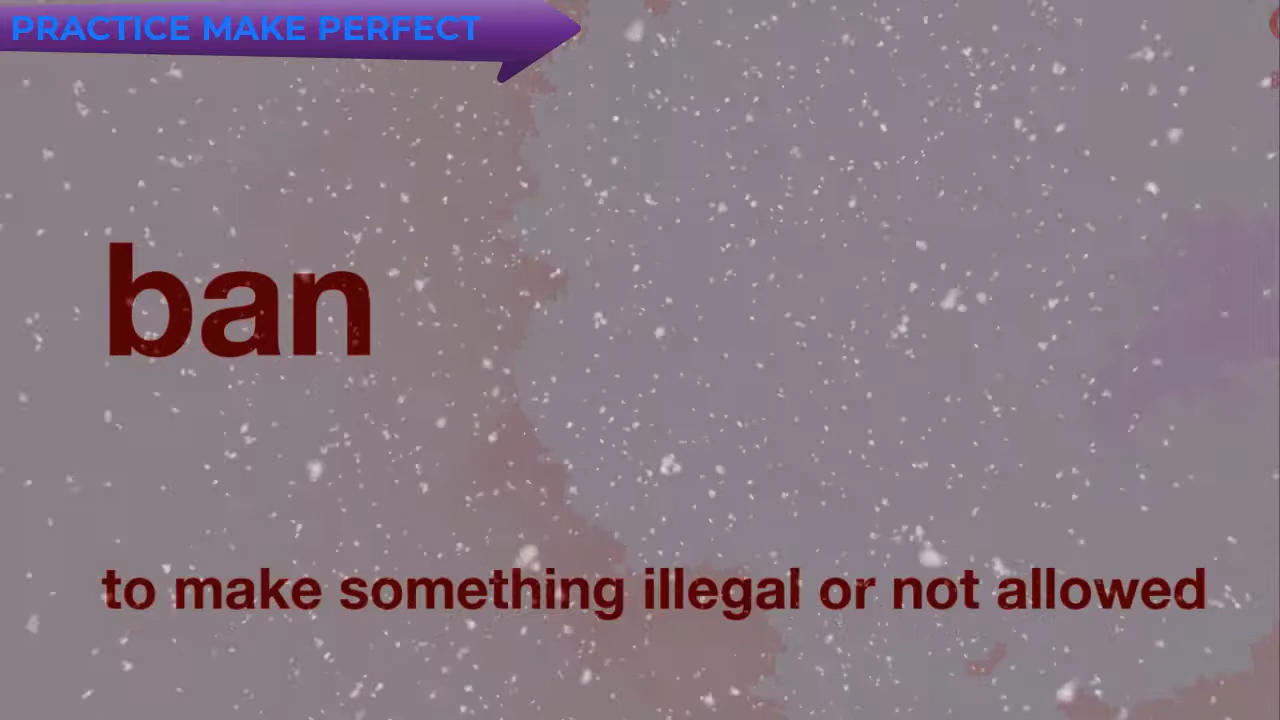 PRACTICE MAKE PERFECT
ban
to make something illegal or not allowed